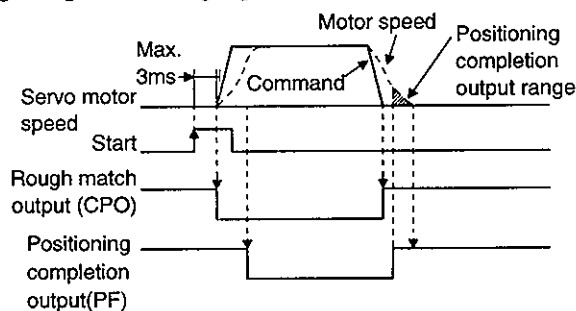 Motor speed
Positioning
completion
output range
Max.
3ms
Command
Servo motor
speed
Start
Rough match
output (CPO)
Positioning
completion
output(PF)